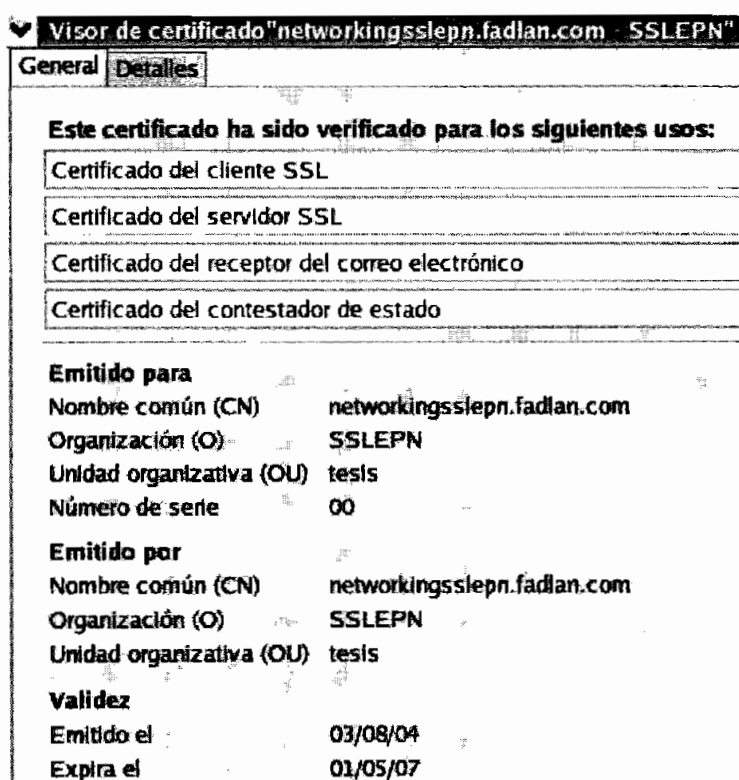 Visor de certificado"networkingsslepn.fadlan.com - SSLEPN"
General Detalles
Este certificado ha sido verificado para los siguientes usos:
Certificado del cliente SSL
Certificado del servidor SSL
Certificado del receptor del correo electrónico
Certificado del contestador de estado
Emitido para
Nombre común (CN) networkingsslepn.fadlan.com
Organización (O) SSLEPN
Unidad organizativa (OU) tesis
Número de serie 00
Emitido por
Nombre común (CN) networkingsslepn.fadlan.com
Organización (O) SSLEPN
Unidad organizativa (OU) tesis
Validez
Emitido el 03/08/04
Expira el 01/05/07